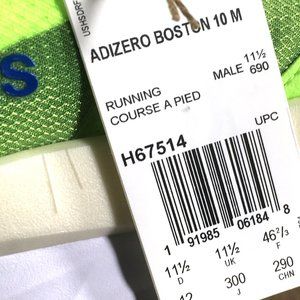 ADIZERO BOSTON 10 M
11½
MALE 690
RUNNING
COURSE A PIED
UPC
H67514
1 91985 06184 8
11½ 11½ 46²/³
D UK F
12 300 290
J CHN
S